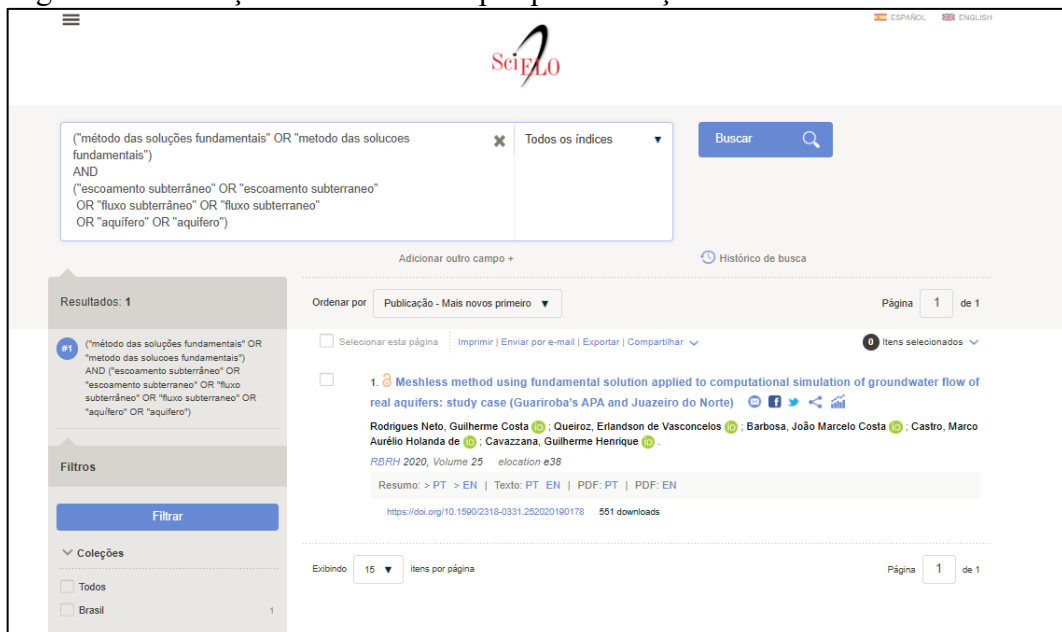 ESPAÑOL ENGLISH
SciELO
("método das soluções fundamentais" OR "metodo das solucoes
fundamentais")
AND
("escoamento subterrâneo" OR "escoamento subterraneo"
OR "fluxo subterrâneo" OR "fluxo subterraneo"
OR "aquífero" OR "aquifero")
Todos os índices
Buscar
Adicionar outro campo +
Histórico de busca
Resultados: 1
Ordenar por Publicação - Mais novos primeiro
Página 1 de 1
#1
("método das soluções fundamentais" OR
"metodo das solucoes fundamentais")
AND ("escoamento subterrâneo" OR
"escoamento subterraneo" OR "fluxo
subterrâneo" OR "fluxo subterraneo" OR
"aquífero" OR "aquifero")
Selecionar esta página Imprimir | Enviar por e-mail | Exportar | Compartilhar
0 Itens selecionados
1. Meshless method using fundamental solution applied to computational simulation of groundwater flow of
real aquifers: study case (Guariroba's APA and Juazeiro do Norte)
Rodrigues Neto, Guilherme Costa iD ; Queiroz, Erlandson de Vasconcelos iD ; Barbosa, João Marcelo Costa iD ; Castro, Marco
Aurélio Holanda de iD ; Cavazzana, Guilherme Henrique iD .
RBRH 2020, Volume 25 elocation e38
Resumo: > PT > EN | Texto: PT EN | PDF: PT | PDF: EN
https://doi.org/10.1590/2318-0331.252020190178 551 downloads
Filtros
Filtrar
Coleções
Todos
Brasil 1
Exibindo 15 itens por página
Página 1 de 1